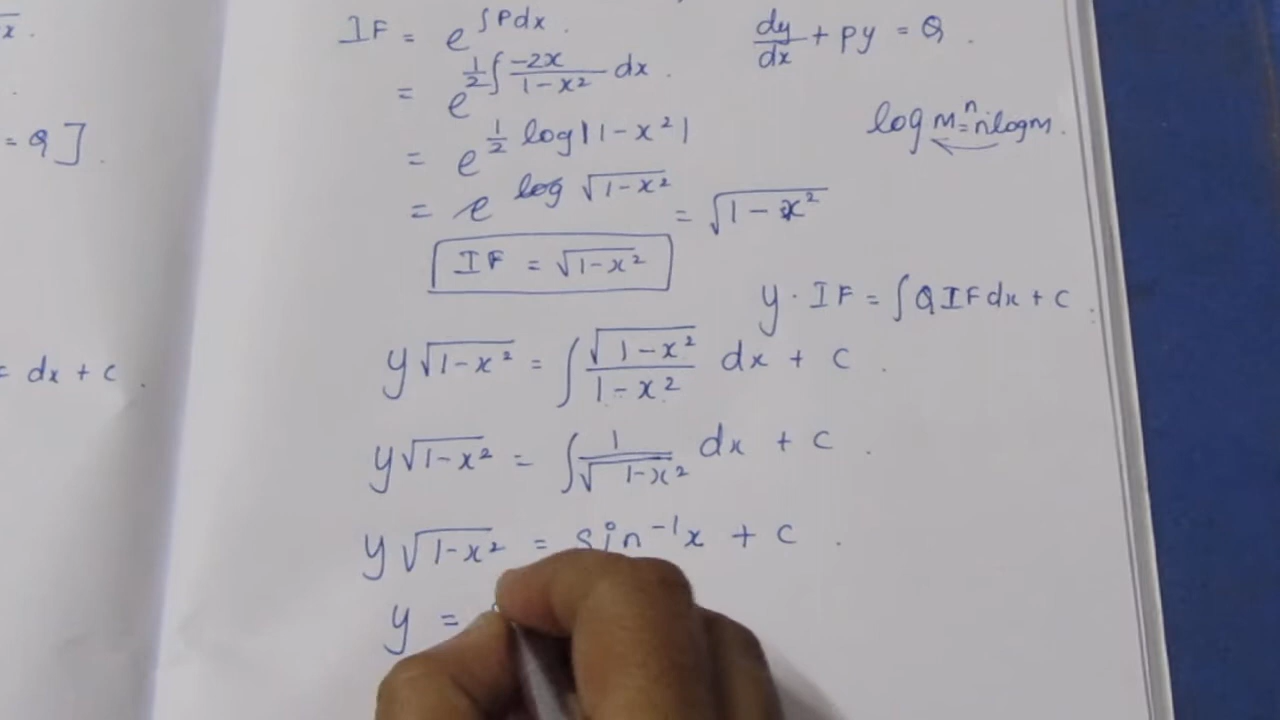 √x.
= Q ]
= dx + c.
IF = e^∫Pdx.
dy/dx + py = Q.
= e^1/2 ∫ -2x/1-x² dx.
log mⁿ = n log m.
= e^1/2 log|1-x²|
= e^log √1-x² = √1-x²
IF = √1-x²
y · IF = ∫ Q IF dx + c
y √1-x² = ∫ √1-x²/1-x² dx + c.
y √1-x² = ∫ 1/√1-x² dx + c.
y √1-x² = sin⁻¹x + c.
y =